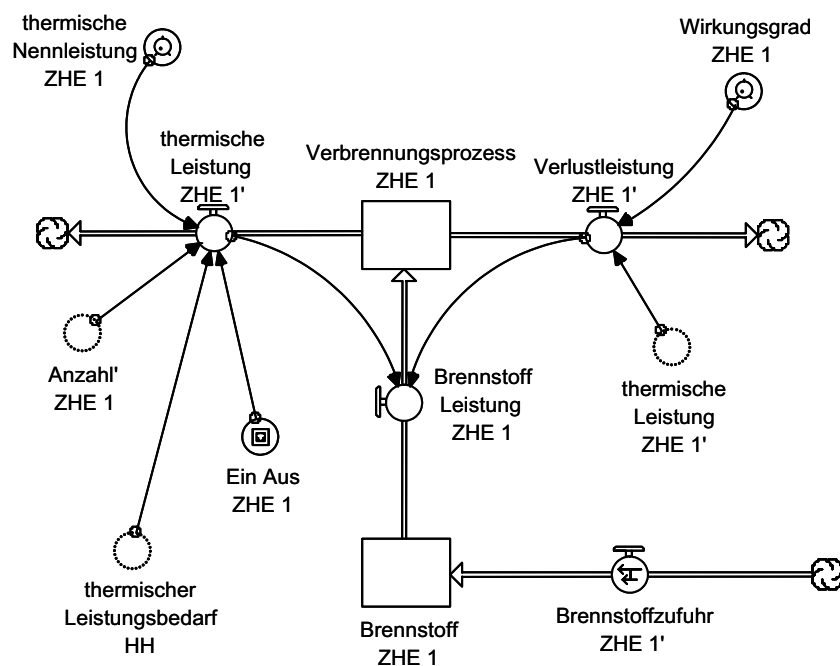 thermische
Nennleistung
ZHE 1
Wirkungsgrad
ZHE 1
thermische
Leistung
ZHE 1'
Verbrennungsprozess
ZHE 1
Verlustleistung
ZHE 1'
Anzahl'
ZHE 1
Brennstoff
Leistung
ZHE 1
thermische
Leistung
ZHE 1'
Ein Aus
ZHE 1
thermischer
Leistungsbedarf
HH
Brennstoff
ZHE 1
Brennstoffzufuhr
ZHE 1'